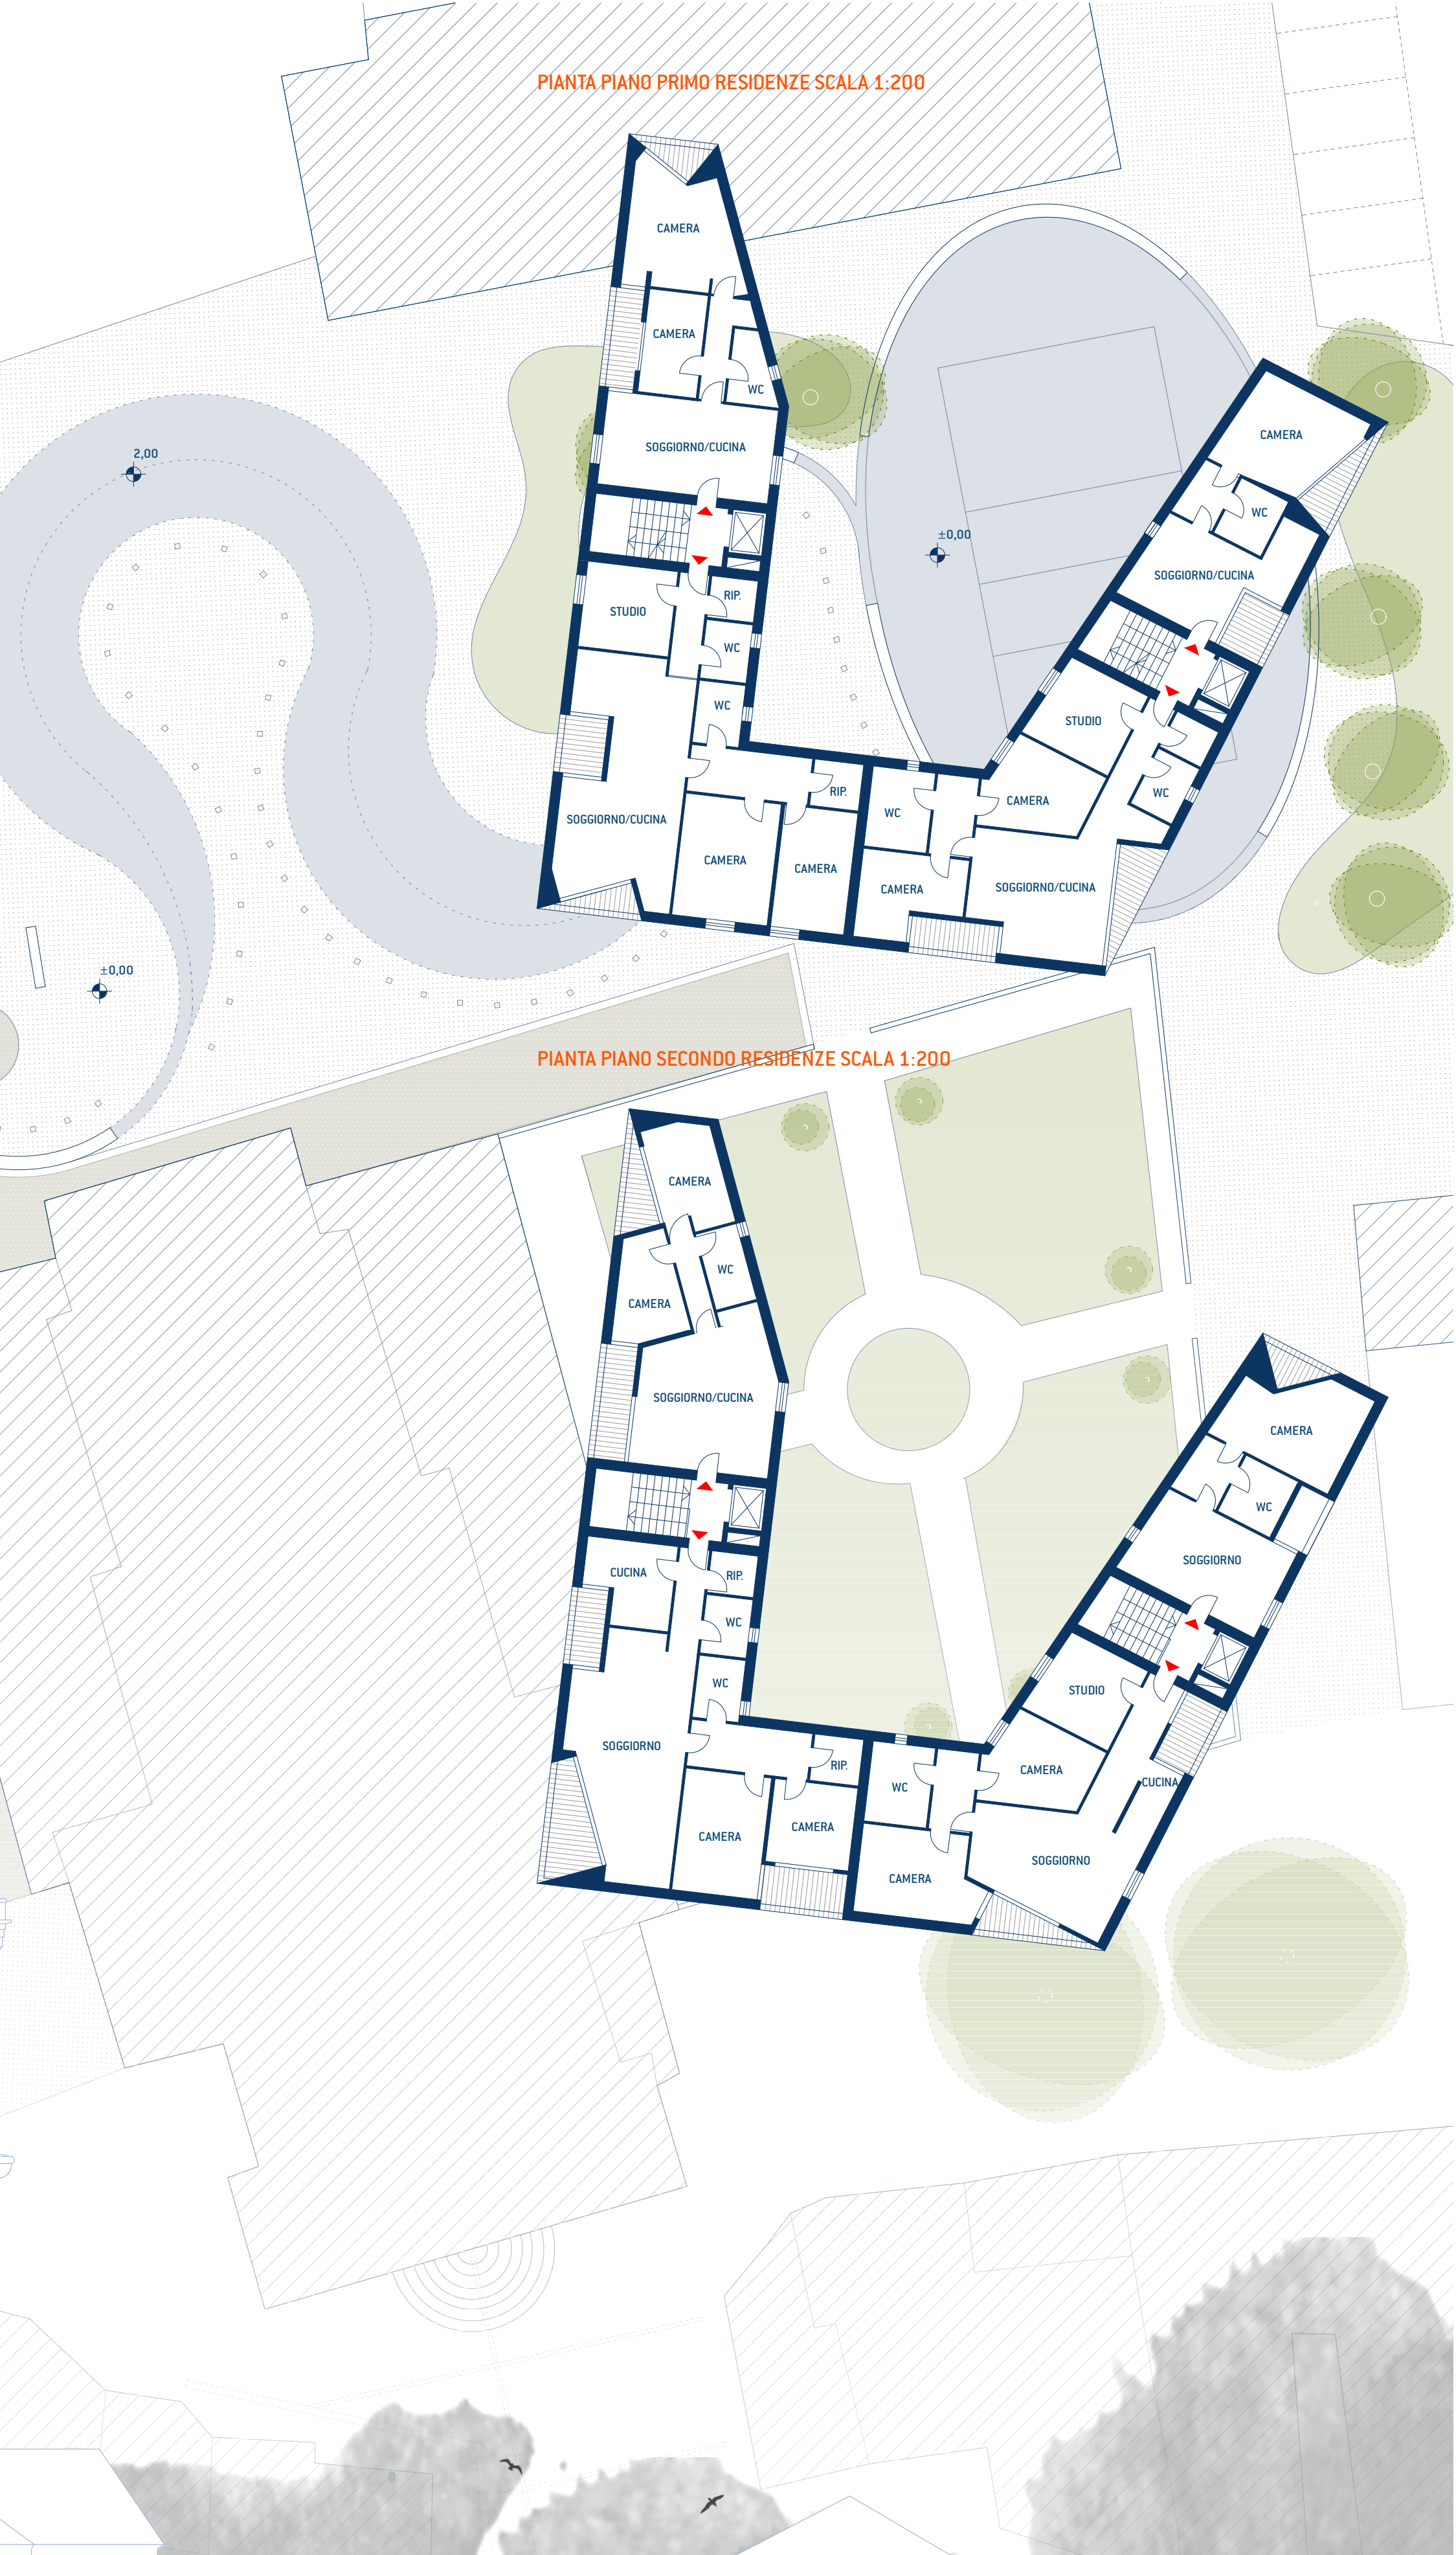 PIANTA PIANO PRIMO RESIDENZE SCALA 1:200
CAMERA
CAMERA
WC
SOGGIORNO/CUCINA
CAMERA
2,00
WC
±0,00
SOGGIORNO/CUCINA
RIP.
STUDIO
WC
WC
STUDIO
RIP.
WC
CAMERA
WC
SOGGIORNO/CUCINA
CAMERA
CAMERA
CAMERA
SOGGIORNO/CUCINA
±0,00
PIANTA PIANO SECONDO RESIDENZE SCALA 1:200
CAMERA
WC
CAMERA
SOGGIORNO/CUCINA
CAMERA
WC
SOGGIORNO
CUCINA
RIP.
WC
WC
STUDIO
SOGGIORNO
RIP.
CAMERA
WC
CUCINA
CAMERA
CAMERA
SOGGIORNO
CAMERA